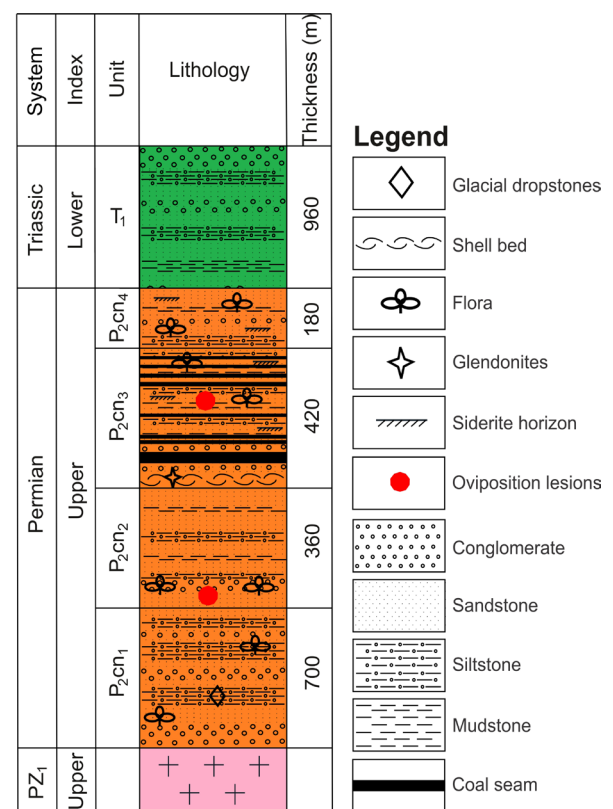 System
Index
Unit
Lithology
Thickness (m)
Triassic
Lower
T₁
960
Permian
Upper
P₂cn₄
180
P₂cn₃
420
P₂cn₂
360
P₂cn₁
700
PZ₁
Upper
Legend
Glacial dropstones
Shell bed
Flora
Glendonites
Siderite horizon
Oviposition lesions
Conglomerate
Sandstone
Siltstone
Mudstone
Coal seam